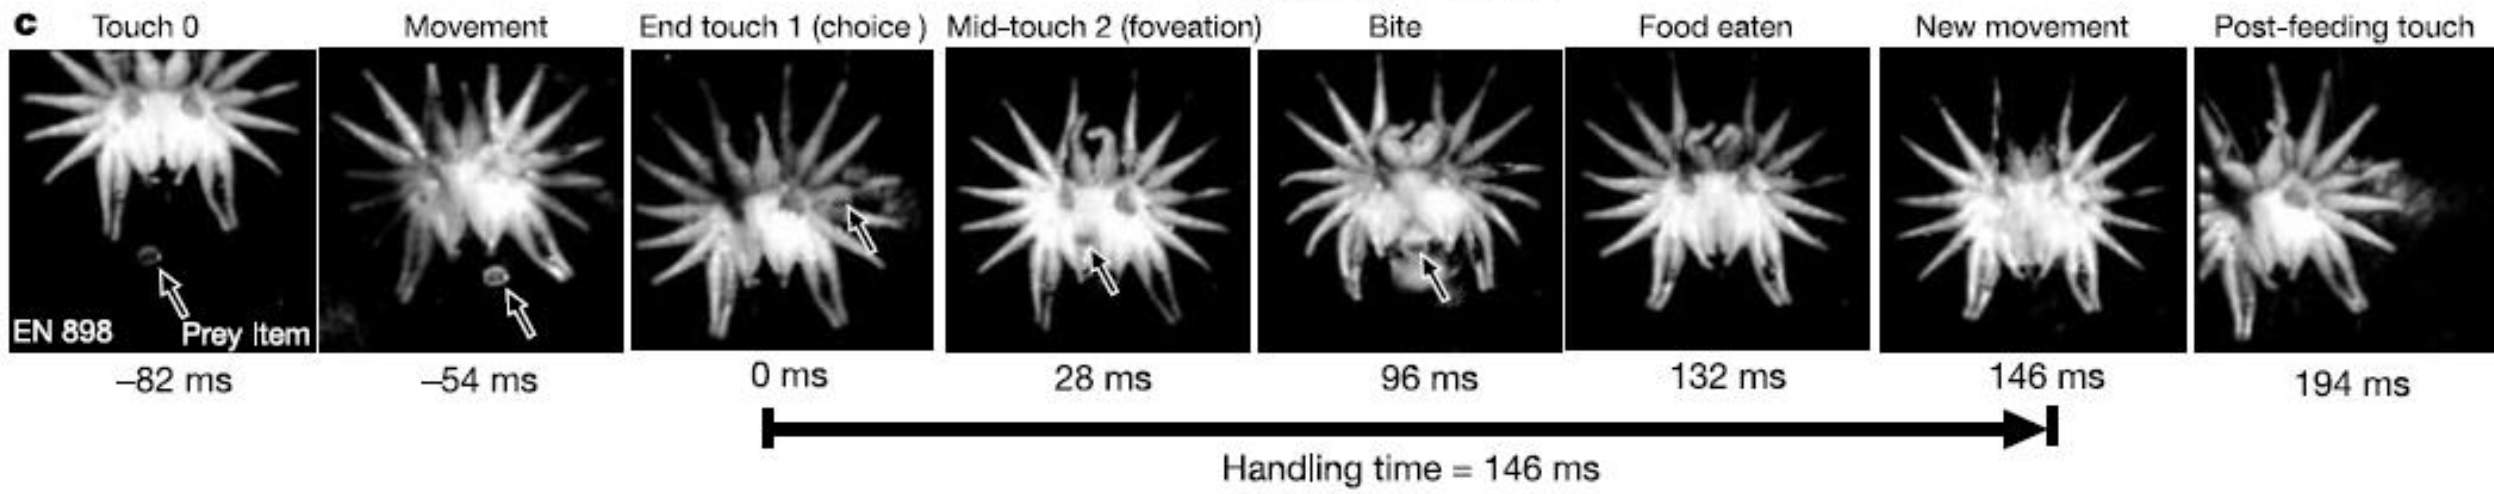 c
Touch 0 Movement End touch 1 (choice ) Mid-touch 2 (foveation) Bite Food eaten New movement Post-feeding touch
EN 898 Prey Item
–82 ms –54 ms 0 ms 28 ms 96 ms 132 ms 146 ms 194 ms
Handling time = 146 ms